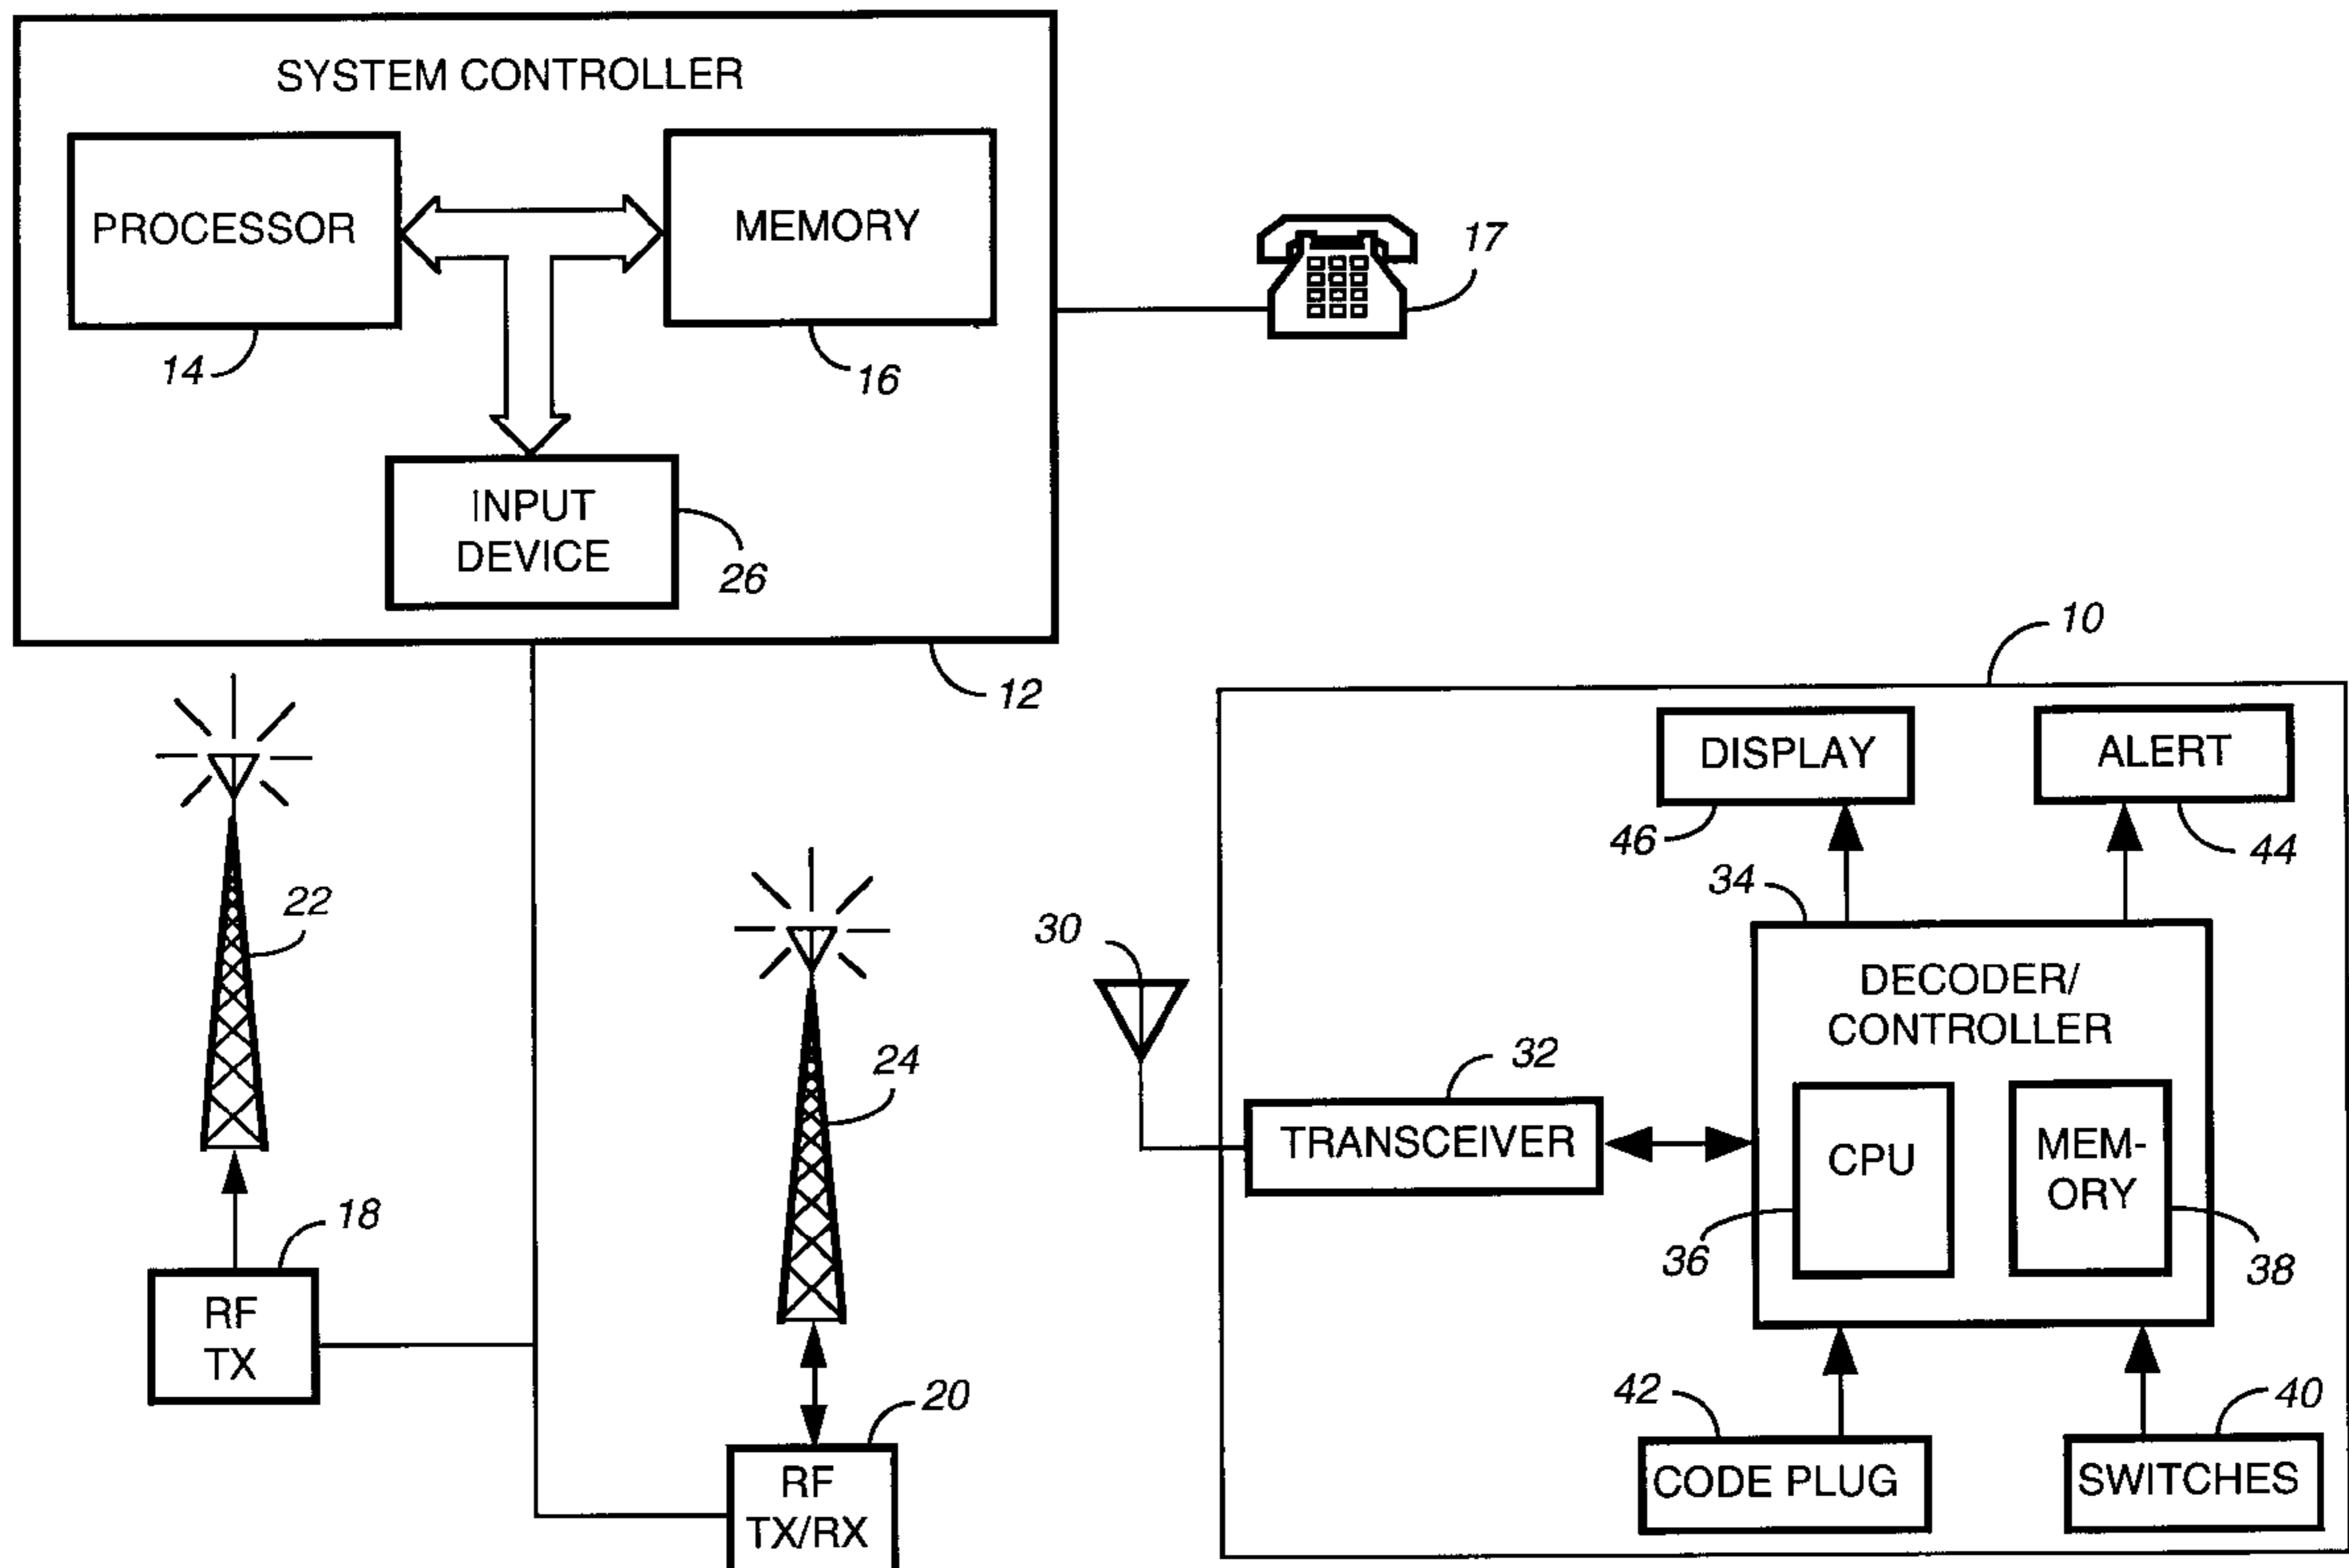 SYSTEM CONTROLLER
PROCESSOR
MEMORY
14
16
INPUT
DEVICE
26
17
12
10
22
24
18
RF
TX
20
RF
TX/RX
30
32
TRANSCEIVER
DISPLAY
46
ALERT
44
34
DECODER/
CONTROLLER
CPU
36
MEM-
ORY
38
42
CODE PLUG
40
SWITCHES